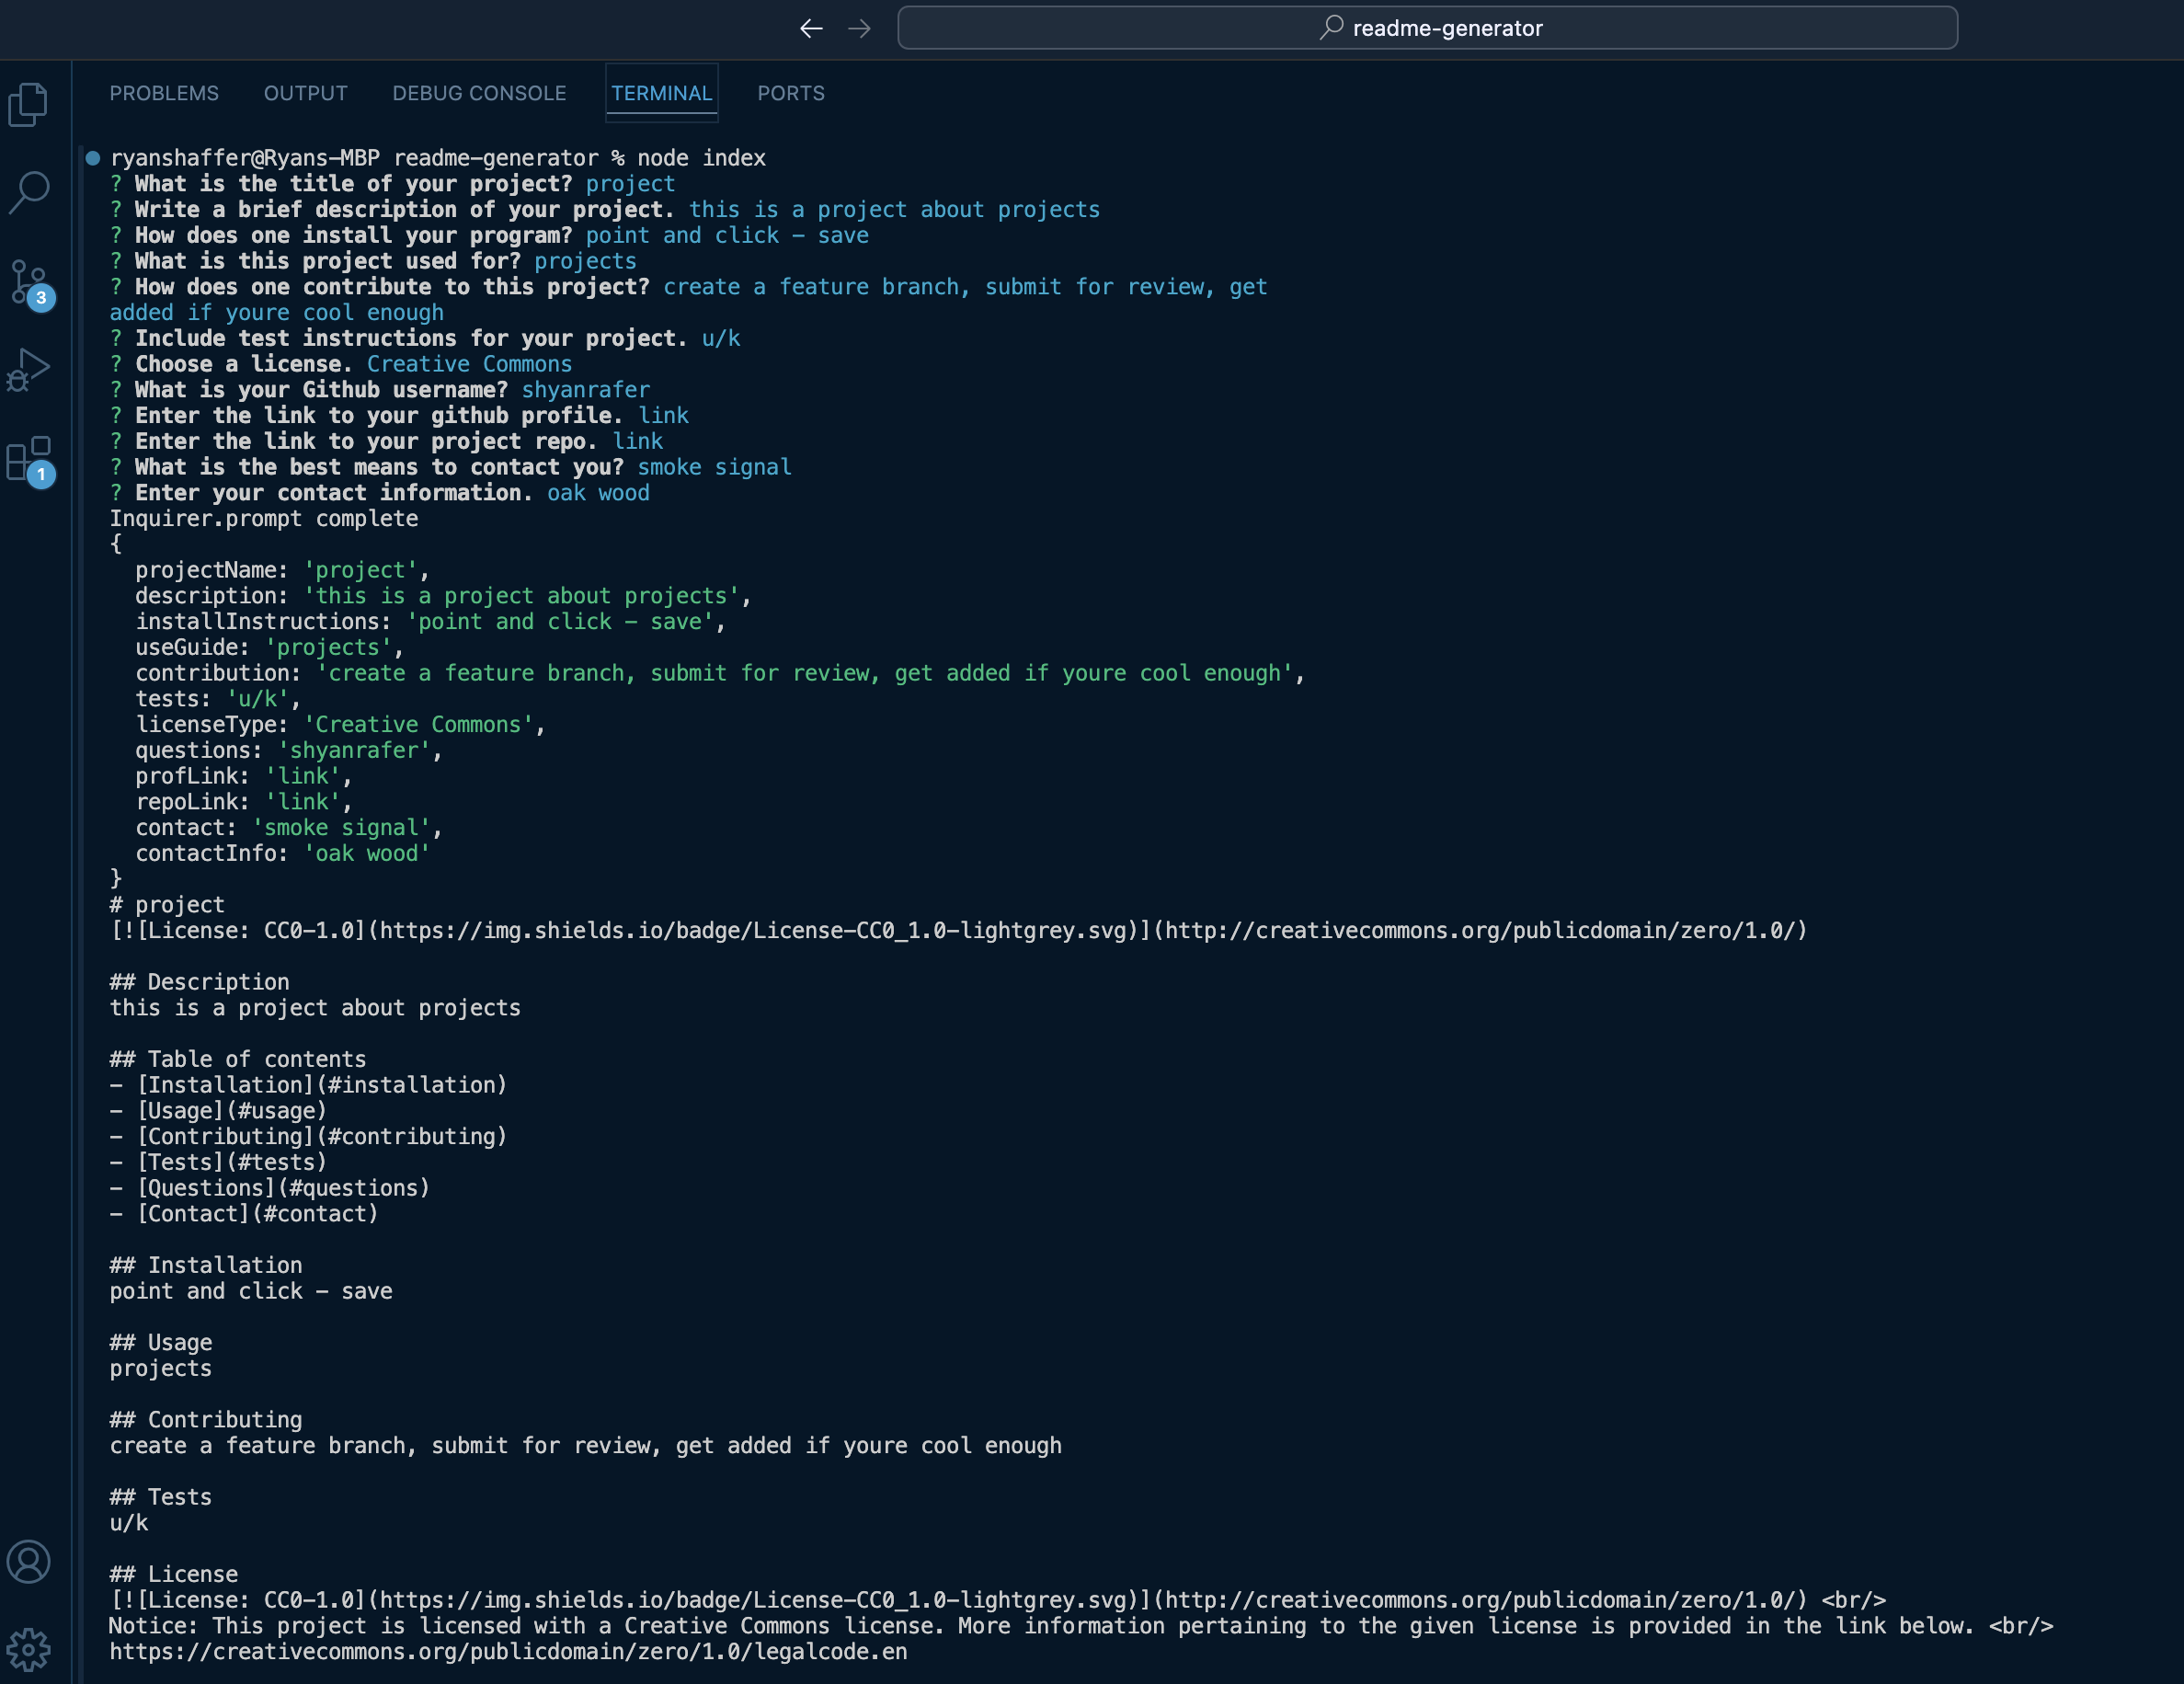 readme-generator
PROBLEMS OUTPUT DEBUG CONSOLE TERMINAL PORTS
ryanshaffer@Ryans-MBP readme-generator % node index
? What is the title of your project? project
? Write a brief description of your project. this is a project about projects
? How does one install your program? point and click - save
? What is this project used for? projects
? How does one contribute to this project? create a feature branch, submit for review, get
added if youre cool enough
? Include test instructions for your project. u/k
? Choose a license. Creative Commons
? What is your Github username? shyanrafer
? Enter the link to your github profile. link
? Enter the link to your project repo. link
? What is the best means to contact you? smoke signal
? Enter your contact information. oak wood
Inquirer.prompt complete
{
  projectName: 'project',
  description: 'this is a project about projects',
  installInstructions: 'point and click - save',
  useGuide: 'projects',
  contribution: 'create a feature branch, submit for review, get added if youre cool enough',
  tests: 'u/k',
  licenseType: 'Creative Commons',
  questions: 'shyanrafer',
  profLink: 'link',
  repoLink: 'link',
  contact: 'smoke signal',
  contactInfo: 'oak wood'
}
# project
[![License: CC0-1.0](https://img.shields.io/badge/License-CC0_1.0-lightgrey.svg)](http://creativecommons.org/publicdomain/zero/1.0/)
## Description
this is a project about projects
## Table of contents
- [Installation](#installation)
- [Usage](#usage)
- [Contributing](#contributing)
- [Tests](#tests)
- [Questions](#questions)
- [Contact](#contact)
## Installation
point and click - save
## Usage
projects
## Contributing
create a feature branch, submit for review, get added if youre cool enough
## Tests
u/k
## License
[![License: CC0-1.0](https://img.shields.io/badge/License-CC0_1.0-lightgrey.svg)](http://creativecommons.org/publicdomain/zero/1.0/) <br/>
Notice: This project is licensed with a Creative Commons license. More information pertaining to the given license is provided in the link below. <br/>
https://creativecommons.org/publicdomain/zero/1.0/legalcode.en
3
1